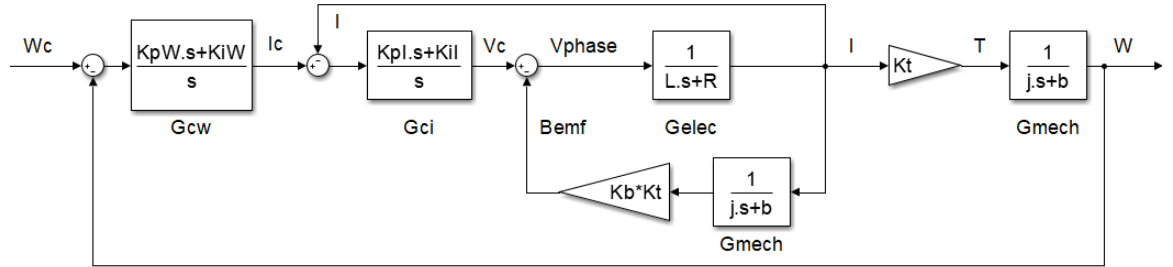 I
Wc
KpW.s+KiW
s
Ic
+
-
Gcw
-
+
KpI.s+KiI
s
Vc
Gci
+
-
Vphase
1
L.s+R
Gelec
I
Kt
T
1
j.s+b
Gmech
W
Bemf
Kb*Kt
1
j.s+b
Gmech